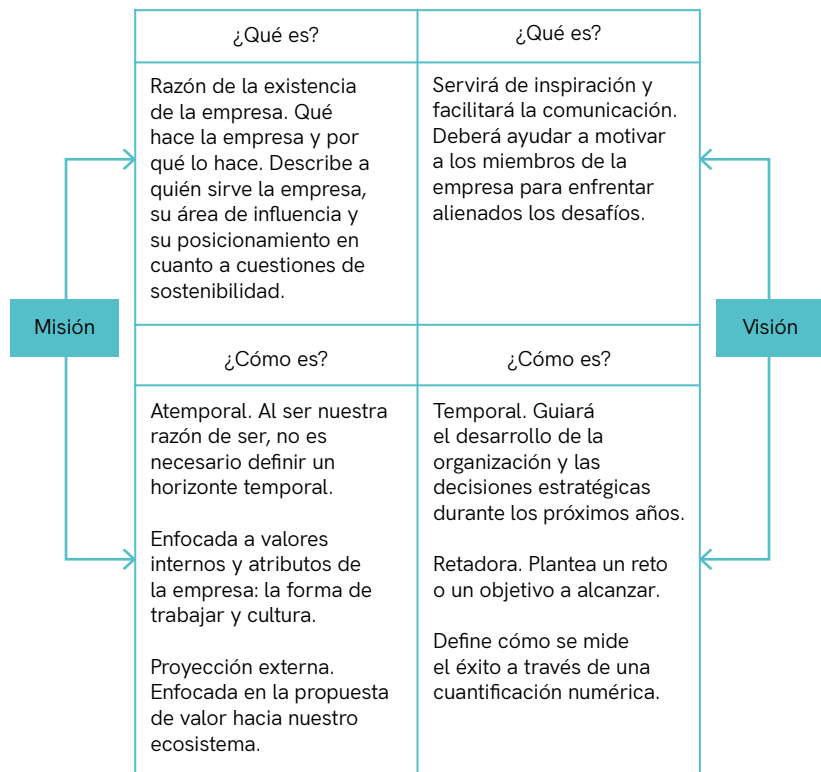 ¿Qué es?
Razón de la existencia
de la empresa. Qué
hace la empresa y por
qué lo hace. Describe a
quién sirve la empresa,
su área de influencia y
su posicionamiento en
cuanto a cuestiones de
sostenibilidad.
¿Qué es?
Servirá de inspiración y
facilitará la comunicación.
Deberá ayudar a motivar
a los miembros de la
empresa para enfrentar
alienados los desafíos.
Misión
Visión
¿Cómo es?
Atemporal. Al ser nuestra
razón de ser, no es
necesario definir un
horizonte temporal.
Enfocada a valores
internos y atributos de
la empresa: la forma de
trabajar y cultura.
Proyección externa.
Enfocada en la propuesta
de valor hacia nuestro
ecosistema.
¿Cómo es?
Temporal. Guiará
el desarrollo de la
organización y las
decisiones estratégicas
durante los próximos años.
Retadora. Plantea un reto
o un objetivo a alcanzar.
Define cómo se mide
el éxito a través de una
cuantificación numérica.